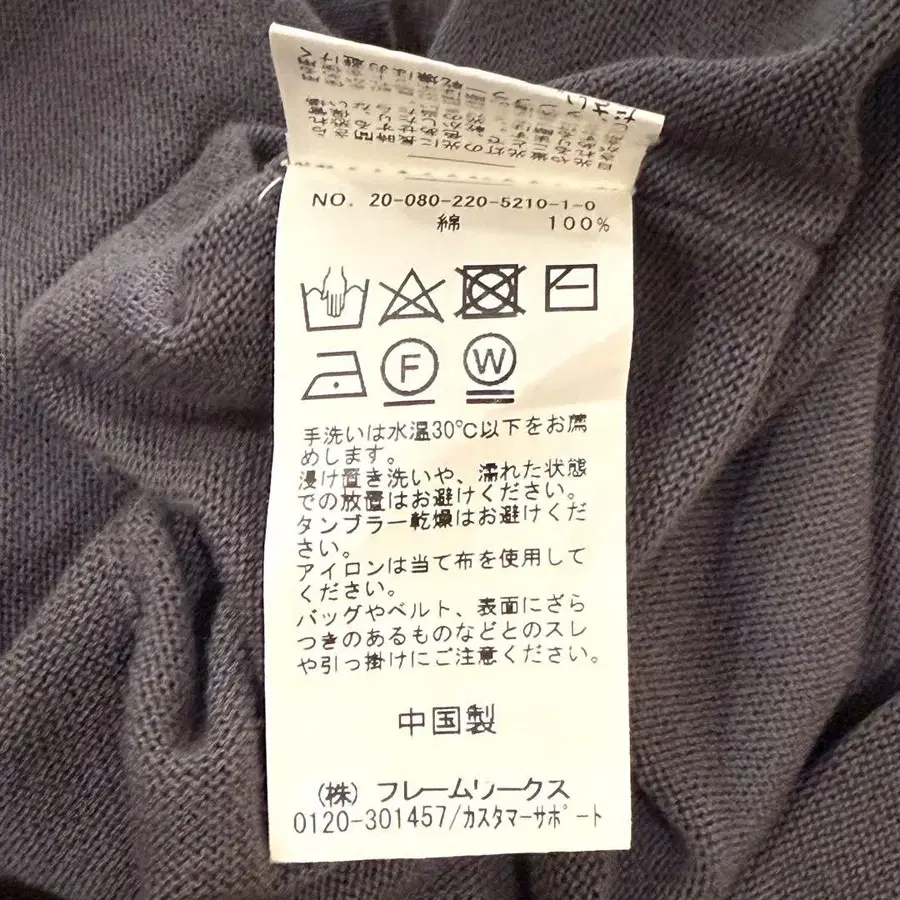 NO. 20-080-220-5210-1-0
綿 100%
F W
手洗いは水温30℃以下をお薦
めします。
浸け置き洗いや、濡れた状態
での放置はお避けください。
タンブラー乾燥はお避けくだ
さい。
アイロンは当て布を使用して
ください。
バッグやベルト、表面にざら
つきのあるものなどとのスレ
や引っ掛けにご注意ください。
中国製
(株) フレームワークス
0120-301457/カスタマーサポート